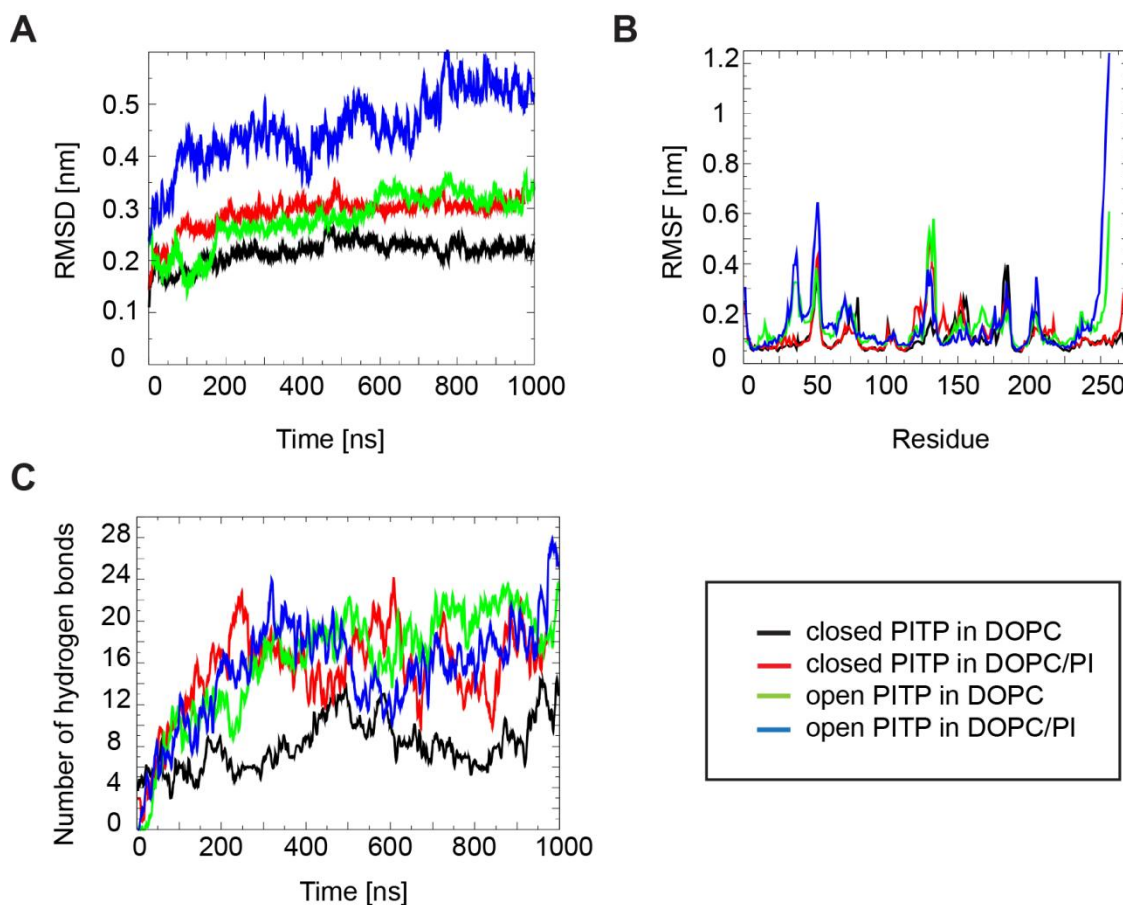 A
RMSD [nm]
0.5
0.4
0.3
0.2
0.1
0
0 200 400 600 800 1000
Time [ns]
B
RMSF [nm]
1.2
1
0.8
0.6
0.4
0.2
0
0 50 100 150 200 250
Residue
C
Number of hydrogen bonds
28
24
20
16
12
8
4
0
0 200 400 600 800 1000
Time [ns]
closed PITP in DOPC
closed PITP in DOPC/PI
open PITP in DOPC
open PITP in DOPC/PI